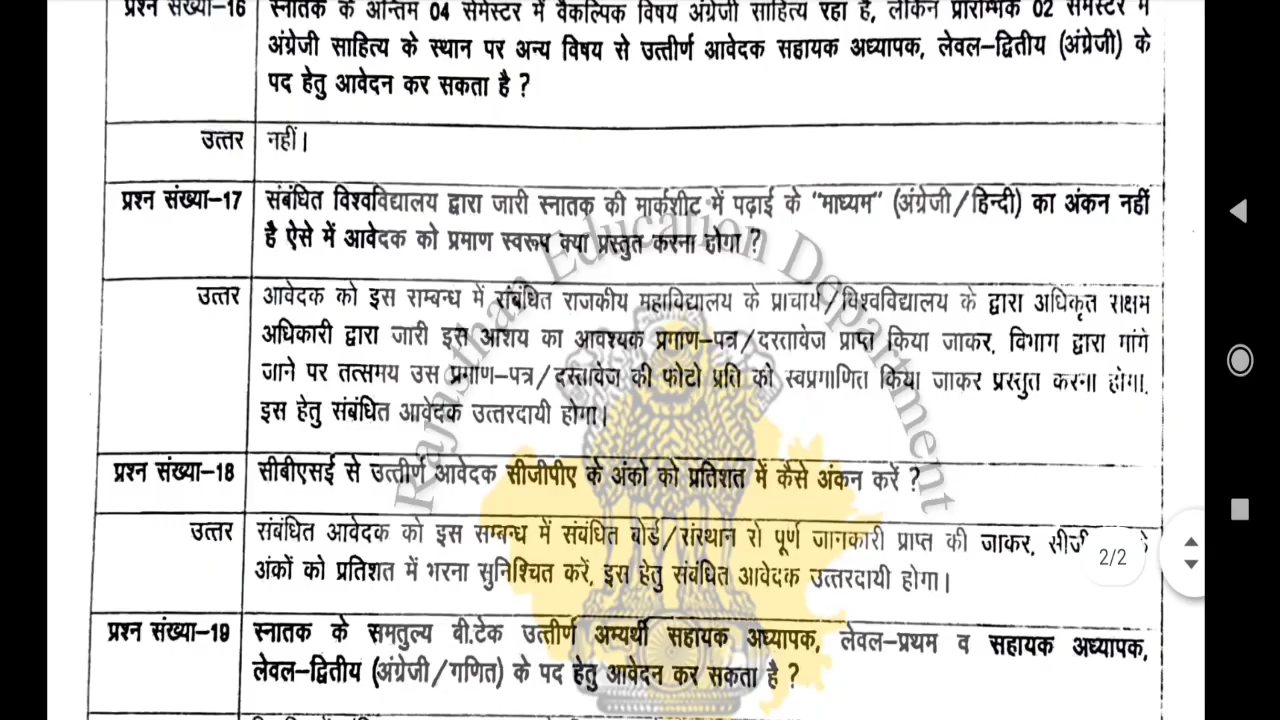 प्रश्न संख्या-16 स्नातक के अन्तिम 04 सेमेस्टर में वैकल्पिक विषय अंग्रेजी साहित्य रहा है, लेकिन प्रारम्भिक 02 सेमेस्टर में
अंग्रेजी साहित्य के स्थान पर अन्य विषय से उत्तीर्ण आवेदक सहायक अध्यापक, लेवल-द्वितीय (अंग्रेजी) के
पद हेतु आवेदन कर सकता है ?
उत्तर नहीं।
प्रश्न संख्या-17 संबंधित विश्वविद्यालय द्वारा जारी स्नातक की मार्कशीट में पढ़ाई के "माध्यम" (अंग्रेजी/हिन्दी) का अंकन नहीं
है ऐसे में आवेदक को प्रमाण स्वरूप क्या प्रस्तुत करना होगा ?
उत्तर आवेदक को इस सम्बन्ध में संबंधित राजकीय महाविद्यालय के प्राचार्य/विश्वविद्यालय के द्वारा अधिकृत सक्षम
अधिकारी द्वारा जारी इस आशय का आवश्यक प्रमाण-पत्र/दस्तावेज प्राप्त किया जाकर, विभाग द्वारा मांगे
जाने पर तत्समय उस प्रमाण-पत्र/दस्तावेज की फोटो प्रति को स्वप्रमाणित किया जाकर प्रस्तुत करना होगा,
इस हेतु संबंधित आवेदक उत्तरदायी होगा।
प्रश्न संख्या-18 सीबीएसई से उत्तीर्ण आवेदक सीजीपीए के अंको को प्रतिशत में कैसे अंकन करें ?
उत्तर संबंधित आवेदक को इस सम्बन्ध में संबंधित बोर्ड/संस्थान से पूर्ण जानकारी प्राप्त की जाकर,
अंकों को प्रतिशत में भरना सुनिश्चित करें, इस हेतु संबंधित आवेदक उत्तरदायी होगा।
2/2
प्रश्न संख्या-19 स्नातक के समतुल्य बी.टेक उत्तीर्ण अभ्यर्थी सहायक अध्यापक, लेवल-प्रथम व सहायक अध्यापक,
लेवल-द्वितीय (अंग्रेजी/गणित) के पद हेतु आवेदन कर सकता है ?
Rajasthan Education Department